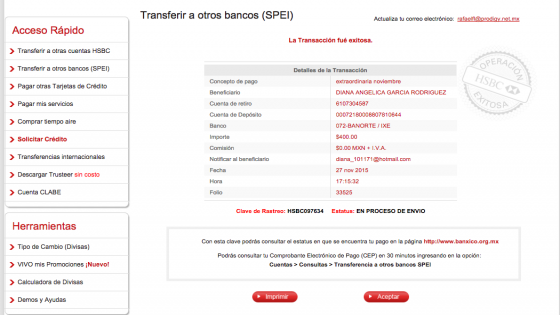 Acceso Rápido
Transferir a otras cuentas HSBC
Transferir a otros bancos (SPEI)
Pagar otras Tarjetas de Crédito
Pagar mis servicios
Comprar tiempo aire
Solicitar Crédito
Transferencias internacionales
Descargar Trusteer sin costo
Cuenta CLABE
Herramientas
Tipo de Cambio (Divisas)
VIVO mis Promociones ¡Nuevo!
Calculadora de Divisas
Demos y Ayudas
Transferir a otros bancos (SPEI)
Actualiza tu correo electrónico: rafaelfl@prodigy.net.mx
La Transacción fué exitosa.
Detalles de la Transacción
Concepto de pago extraordinaria noviembre
Beneficiario DIANA ANGELICA GARCIA RODRIGUEZ
Cuenta de retiro 6107304587
Cuenta de Depósito 00072180008807810644
Banco 072-BANORTE / IXE
Importe $400.00
Comisión $0.00 MXN + I.V.A.
Notificar al beneficiario diana_101171@hotmail.com
Fecha 27 nov 2015
Hora 17:15:32
Folio 33525
OPERACIÓN
HSBC
EXITOSA
Clave de Rastreo: HSBC097634 Estatus: EN PROCESO DE ENVIO
Con esta clave podrás consultar el estatus en que se encuentra tu pago en la página http://www.banxico.org.mx
Podrás consultar tu Comprobante Electrónico de Pago (CEP) en 30 minutos ingresando en la opción:
Cuentas > Consultas > Transferencia a otros bancos SPEI
Imprimir
Aceptar